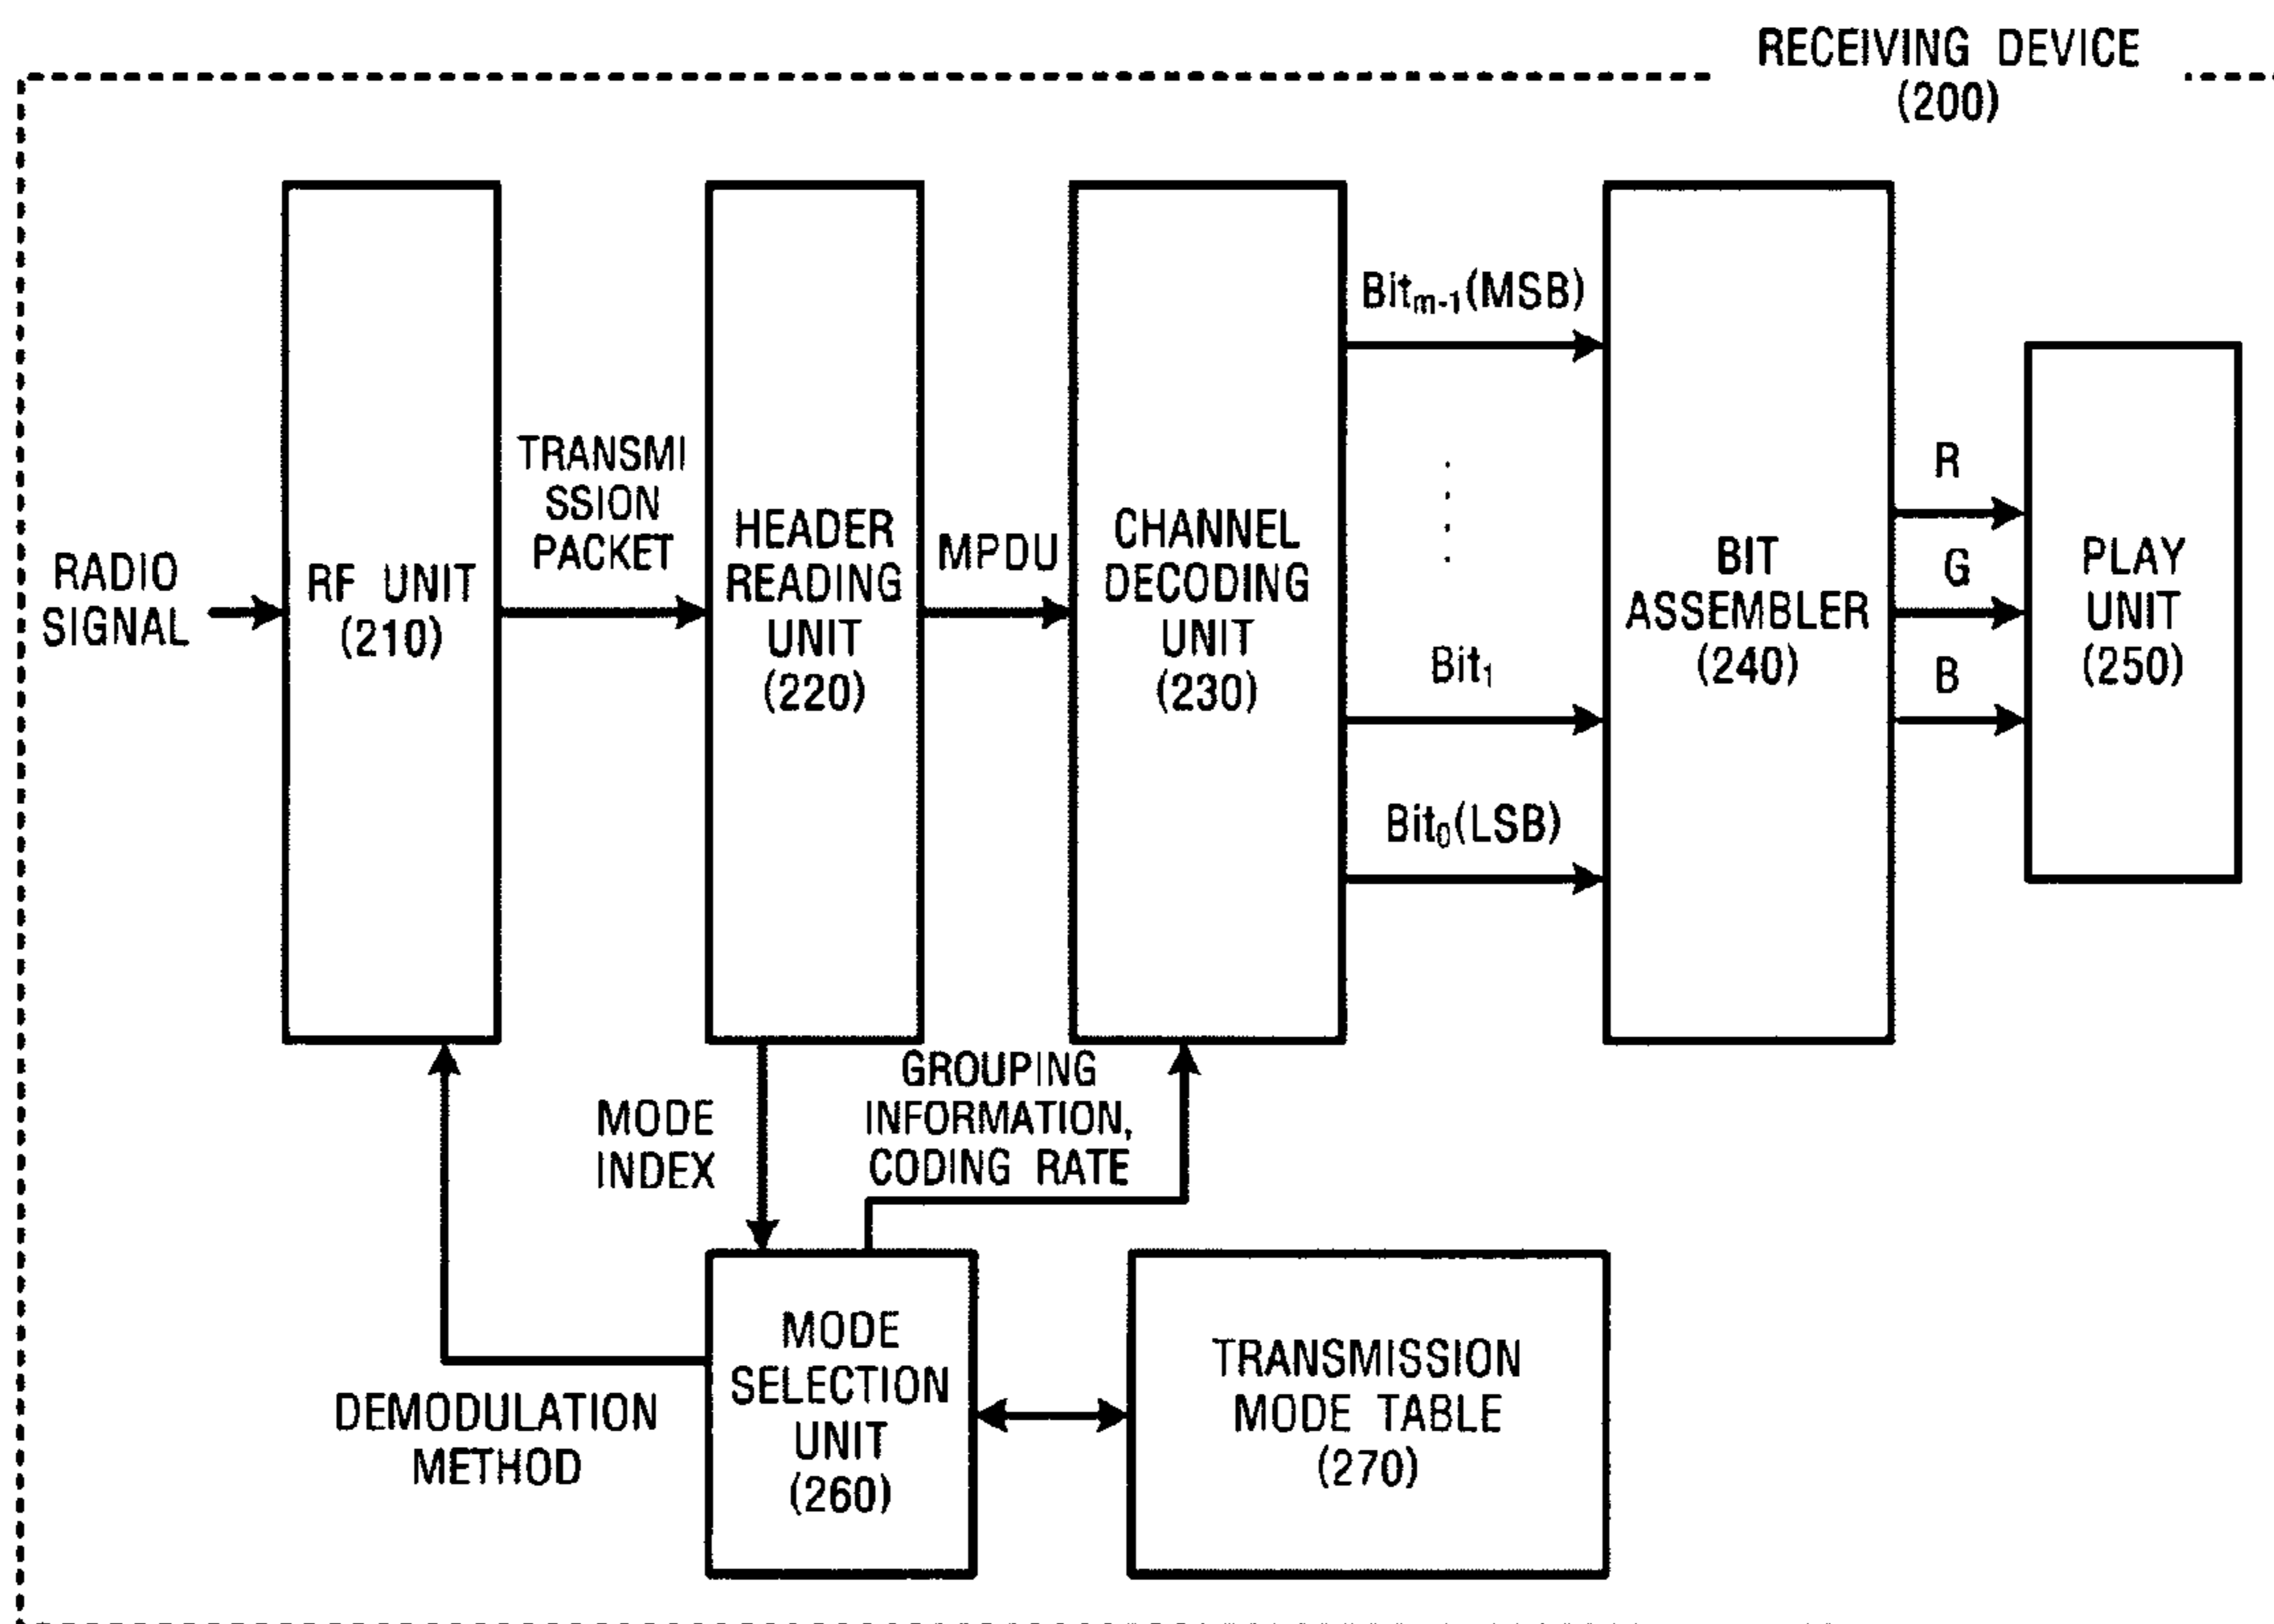 RECEIVING DEVICE
(200)
RADIO
SIGNAL
RF UNIT
(210)
TRANSMI
SSION
PACKET
HEADER
READING
UNIT
(220)
MPDU
CHANNEL
DECODING
UNIT
(230)
Bitm-1(MSB)
Bit1
Bit0(LSB)
BIT
ASSEMBLER
(240)
R
G
B
PLAY
UNIT
(250)
MODE
INDEX
GROUPING
INFORMATION,
CODING RATE
DEMODULATION
METHOD
MODE
SELECTION
UNIT
(260)
TRANSMISSION
MODE TABLE
(270)